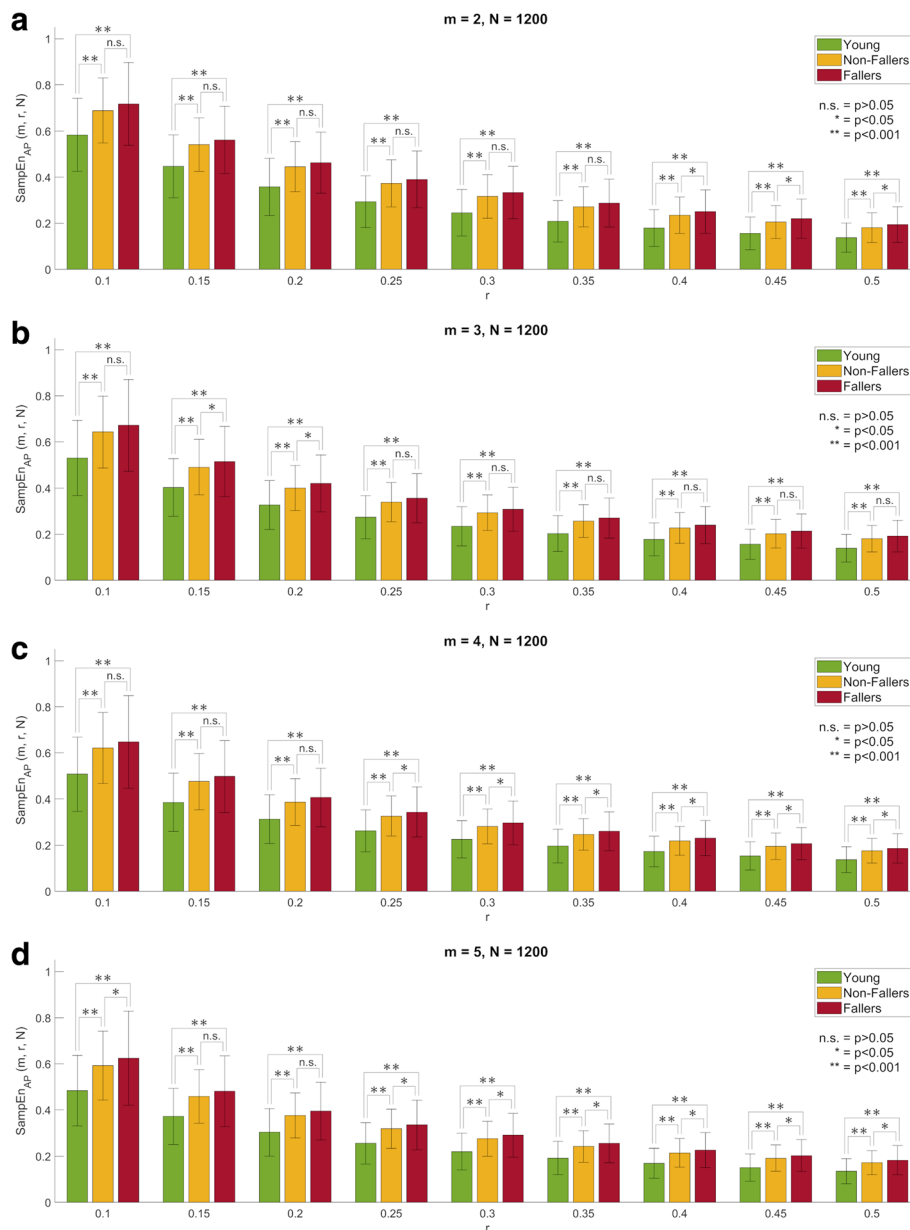 a
m = 2, N = 1200
SampEn_AP (m, r, N)
1
0.8
0.6
0.4
0.2
0
** ** n.s.
** ** n.s.
** ** n.s.
** ** n.s.
** ** n.s.
** ** n.s.
** ** *
** ** *
** ** *
Young
Non-Fallers
Fallers
n.s. = p>0.05
* = p<0.05
** = p<0.001
0.1 0.15 0.2 0.25 0.3 0.35 0.4 0.45 0.5
r
b
m = 3, N = 1200
SampEn_AP (m, r, N)
1
0.8
0.6
0.4
0.2
0
** ** n.s.
** ** *
** ** *
** ** n.s.
** ** n.s.
** ** n.s.
** ** n.s.
** ** n.s.
** ** n.s.
Young
Non-Fallers
Fallers
n.s. = p>0.05
* = p<0.05
** = p<0.001
0.1 0.15 0.2 0.25 0.3 0.35 0.4 0.45 0.5
r
c
m = 4, N = 1200
SampEn_AP (m, r, N)
1
0.8
0.6
0.4
0.2
0
** ** n.s.
** ** n.s.
** ** n.s.
** ** *
** ** *
** ** *
** ** *
** ** *
** ** *
Young
Non-Fallers
Fallers
n.s. = p>0.05
* = p<0.05
** = p<0.001
0.1 0.15 0.2 0.25 0.3 0.35 0.4 0.45 0.5
r
d
m = 5, N = 1200
SampEn_AP (m, r, N)
1
0.8
0.6
0.4
0.2
0
** ** *
** ** n.s.
** ** n.s.
** ** *
** ** *
** ** *
** ** *
** ** *
** ** *
Young
Non-Fallers
Fallers
n.s. = p>0.05
* = p<0.05
** = p<0.001
0.1 0.15 0.2 0.25 0.3 0.35 0.4 0.45 0.5
r